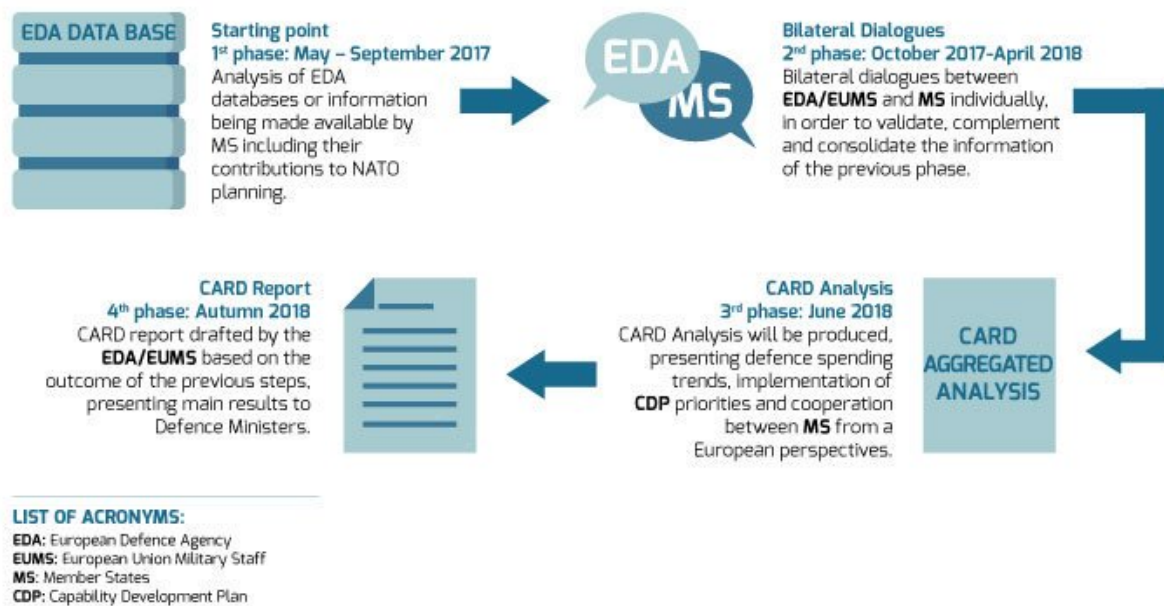 EDA DATA BASE
Starting point
1st phase: May – September 2017
Analysis of EDA
databases or information
being made available by
MS including their
contributions to NATO
planning.
EDA
MS
Bilateral Dialogues
2nd phase: October 2017-April 2018
Bilateral dialogues between
EDA/EUMS and MS individually,
in order to validate, complement
and consolidate the information
of the previous phase.
CARD
AGGREGATED
ANALYSIS
CARD Analysis
3rd phase: June 2018
CARD Analysis will be produced,
presenting defence spending
trends, implementation of
CDP priorities and cooperation
between MS from a
European perspectives.
CARD Report
4th phase: Autumn 2018
CARD report drafted by the
EDA/EUMS based on the
outcome of the previous steps,
presenting main results to
Defence Ministers.
LIST OF ACRONYMS:
EDA: European Defence Agency
EUMS: European Union Military Staff
MS: Member States
CDP: Capability Development Plan